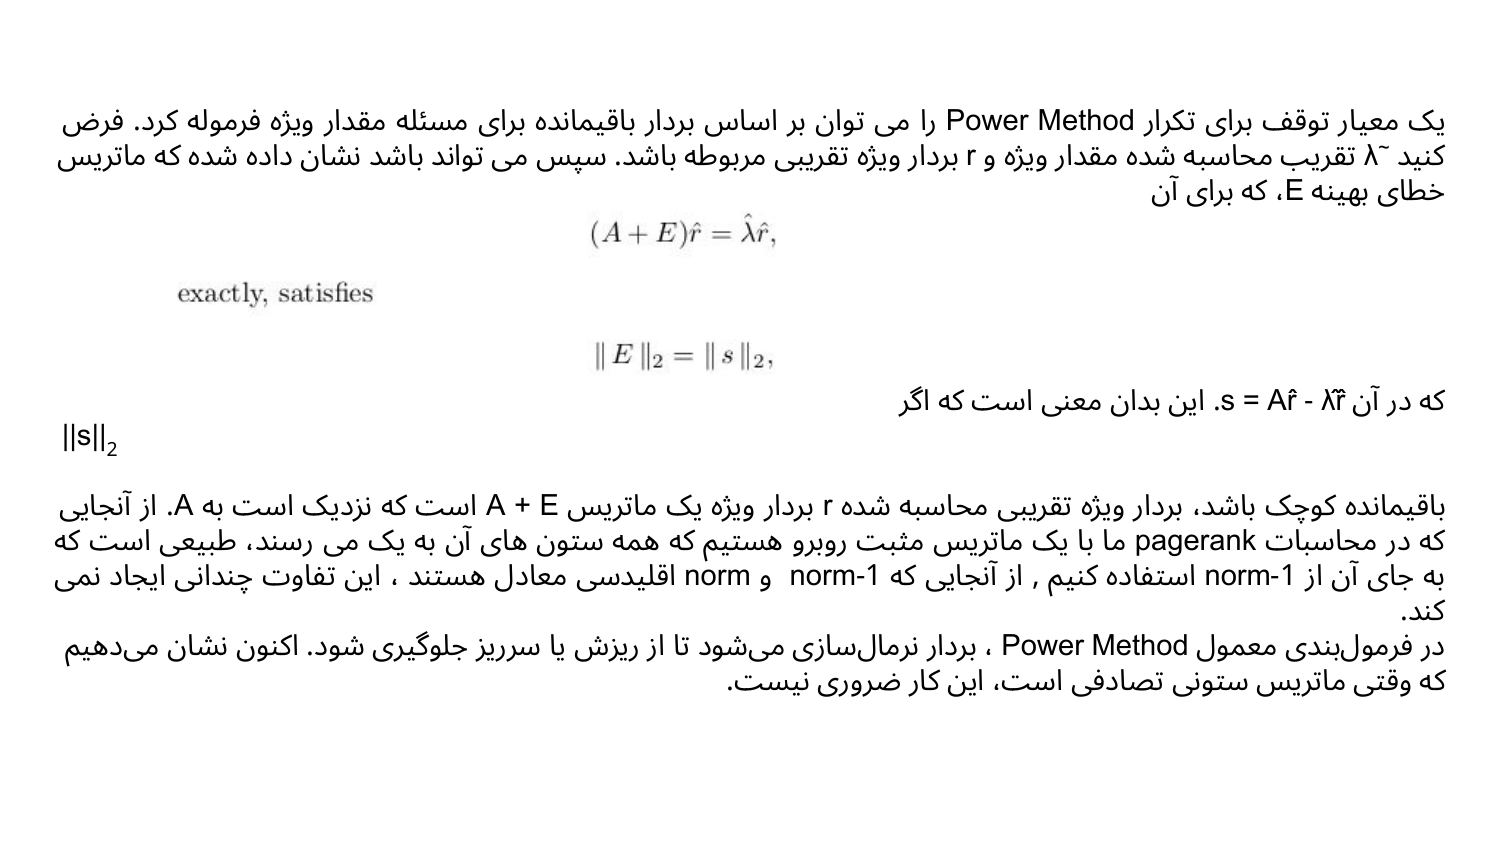 یک معیار توقف برای تکرار Power Method را می توان بر اساس بردار باقیمانده برای مسئله مقدار ویژه فرموله کرد. فرض
کنید λ˜ تقریب محاسبه شده مقدار ویژه و r بردار ویژه تقریبی مربوطه باشد. سپس می تواند باشد نشان داده شده که ماتریس
خطای بهینه E، که برای آن
(A + E)r̂ = λ̂r̂,
exactly, satisfies
‖ E ‖₂ = ‖ s ‖₂,
که در آن s = Ar̂ - λ̂r̂. این بدان معنی است که اگر
||s||₂
باقیمانده کوچک باشد، بردار ویژه تقریبی محاسبه شده r بردار ویژه یک ماتریس A + E است که نزدیک است به A. از آنجایی
که در محاسبات pagerank ما با یک ماتریس مثبت روبرو هستیم که همه ستون های آن به یک می رسند، طبیعی است که
به جای آن از norm-1 استفاده کنیم , از آنجایی که norm-1 و norm اقلیدسی معادل هستند ، این تفاوت چندانی ایجاد نمی
کند.
در فرمول‌بندی معمول Power Method ، بردار نرمال‌سازی می‌شود تا از ریزش یا سرریز جلوگیری شود. اکنون نشان می‌دهیم
که وقتی ماتریس ستونی تصادفی است، این کار ضروری نیست.